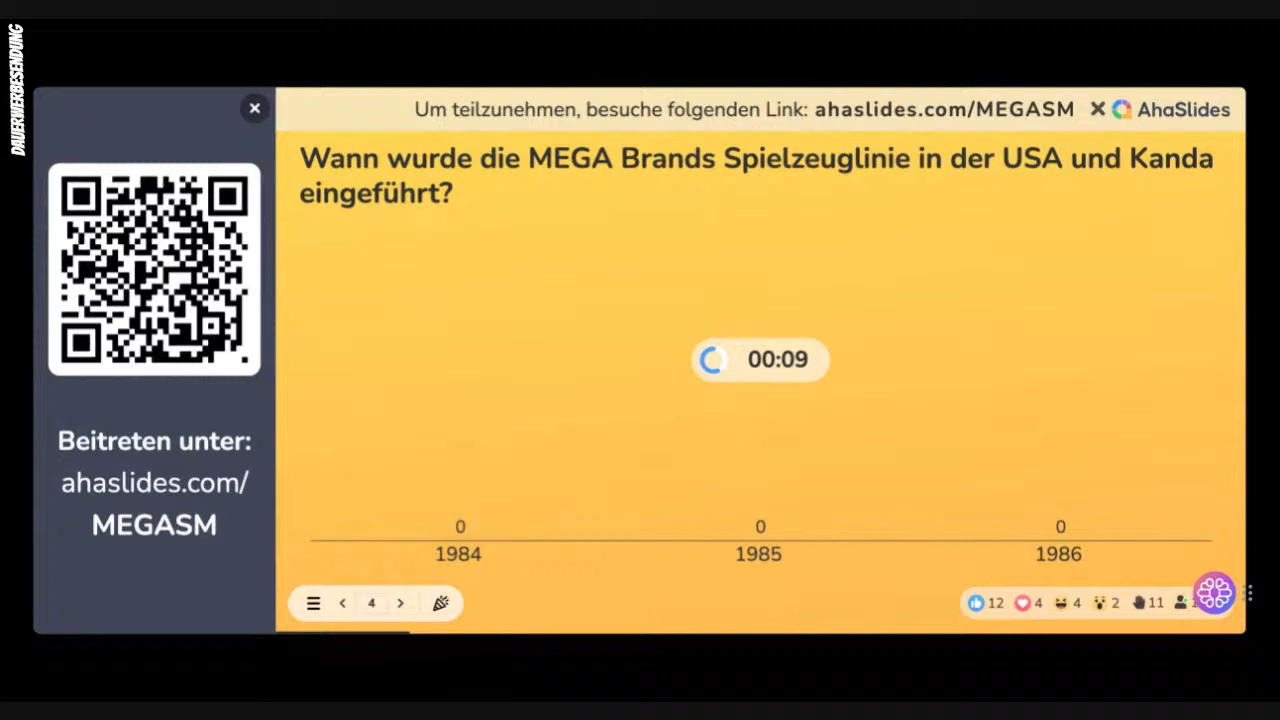 DAUERWERBESENDUNG
Um teilzunehmen, besuche folgenden Link: ahaslides.com/MEGASM
AhaSlides
Wann wurde die MEGA Brands Spielzeuglinie in der USA und Kanda
eingeführt?
00:09
Beitreten unter:
ahaslides.com/
MEGASM
0 0 0
1984 1985 1986
4
12 4 4 2 11